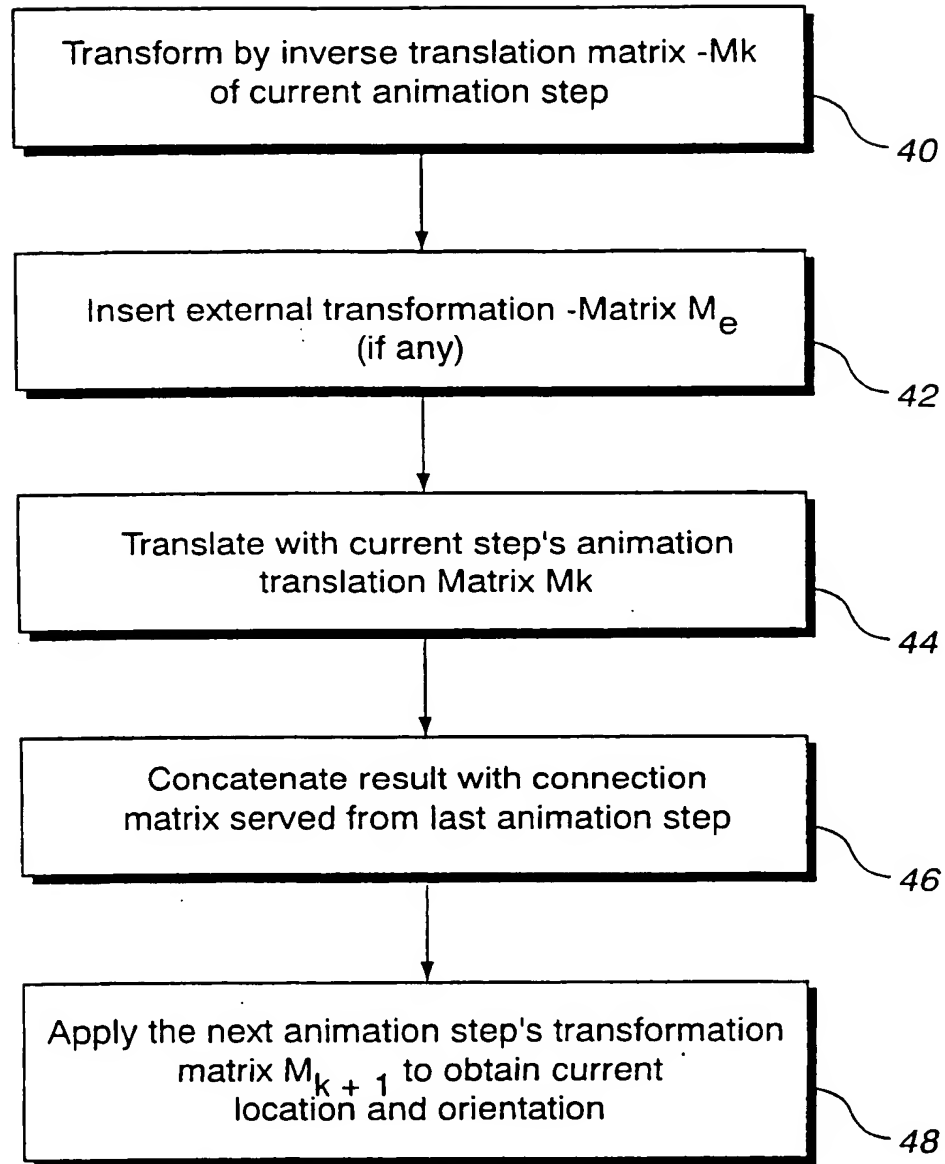 Transform by inverse translation matrix -Mk
of current animation step
40
Insert external transformation -Matrix Me
(if any)
42
Translate with current step's animation
translation Matrix Mk
44
Concatenate result with connection
matrix served from last animation step
46
Apply the next animation step's transformation
matrix Mk + 1 to obtain current
location and orientation
48